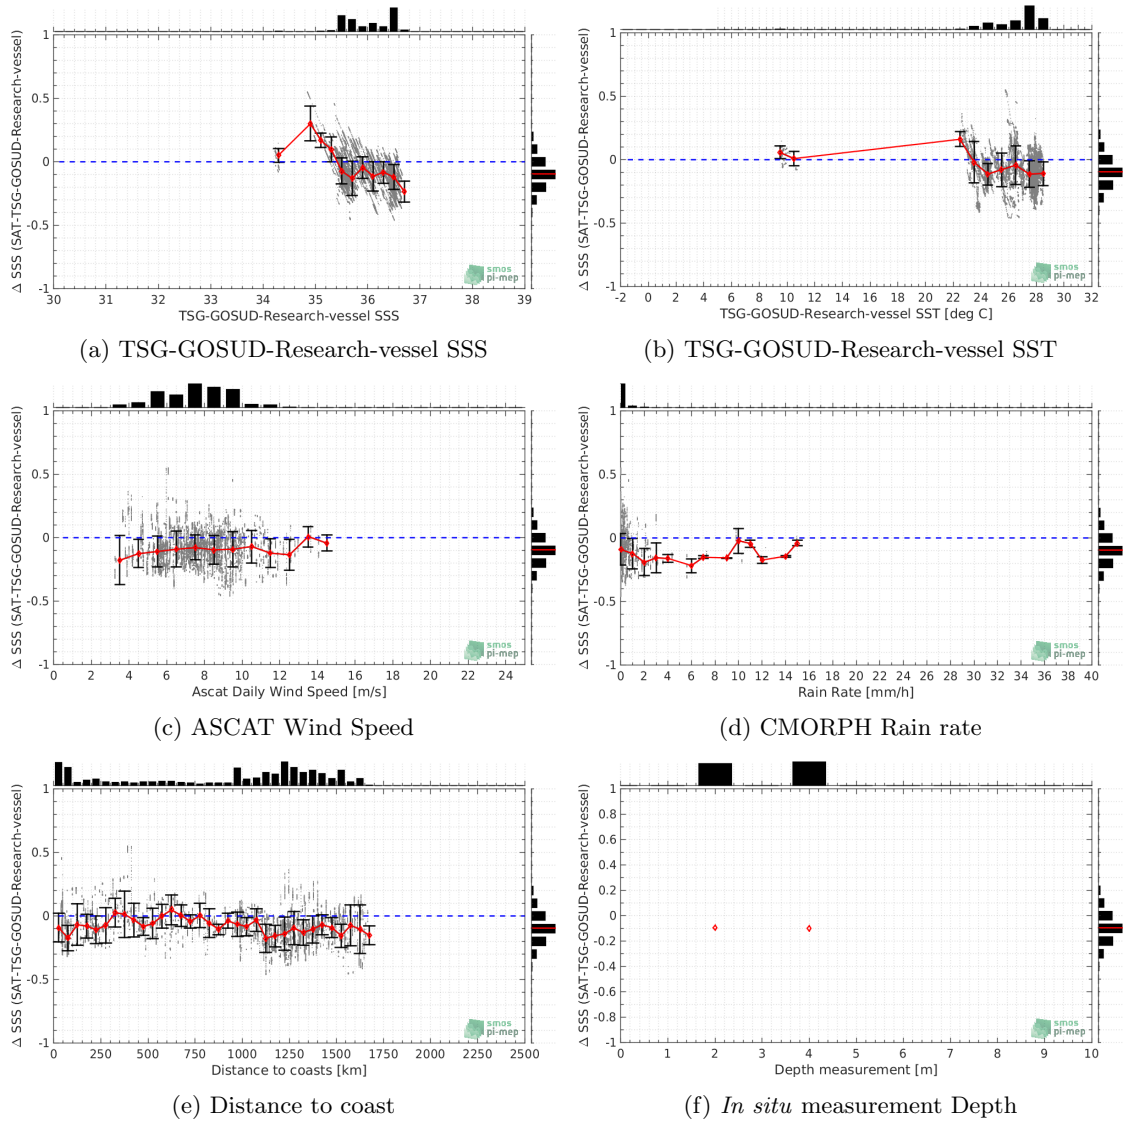 1
0.5
0
-0.5
-1
Δ SSS (SAT-TSG-GOSUD-Research-vessel)
30 31 32 33 34 35 36 37 38 39
TSG-GOSUD-Research-vessel SSS
smos
pi-mep
(a) TSG-GOSUD-Research-vessel SSS
1
0.5
0
-0.5
-1
Δ SSS (SAT-TSG-GOSUD-Research-vessel)
-2 0 2 4 6 8 10 12 14 16 18 20 22 24 26 28 30 32
TSG-GOSUD-Research-vessel SST [deg C]
smos
pi-mep
(b) TSG-GOSUD-Research-vessel SST
1
0.5
0
-0.5
-1
Δ SSS (SAT-TSG-GOSUD-Research-vessel)
0 2 4 6 8 10 12 14 16 18 20 22 24
Ascat Daily Wind Speed [m/s]
smos
pi-mep
(c) ASCAT Wind Speed
1
0.5
0
-0.5
-1
Δ SSS (SAT-TSG-GOSUD-Research-vessel)
0 2 4 6 8 10 12 14 16 18 20 22 24 26 28 30 32 34 36 38 40
Rain Rate [mm/h]
smos
pi-mep
(d) CMORPH Rain rate
1
0.5
0
-0.5
-1
Δ SSS (SAT-TSG-GOSUD-Research-vessel)
0 250 500 750 1000 1250 1500 1750 2000 2250 2500
Distance to coasts [km]
smos
pi-mep
(e) Distance to coast
1
0.8
0.6
0.4
0.2
0
-0.2
-0.4
-0.6
-0.8
-1
Δ SSS (SAT-TSG-GOSUD-Research-vessel)
0 1 2 3 4 5 6 7 8 9 10
Depth measurement [m]
smos
pi-mep
(f) In situ measurement Depth